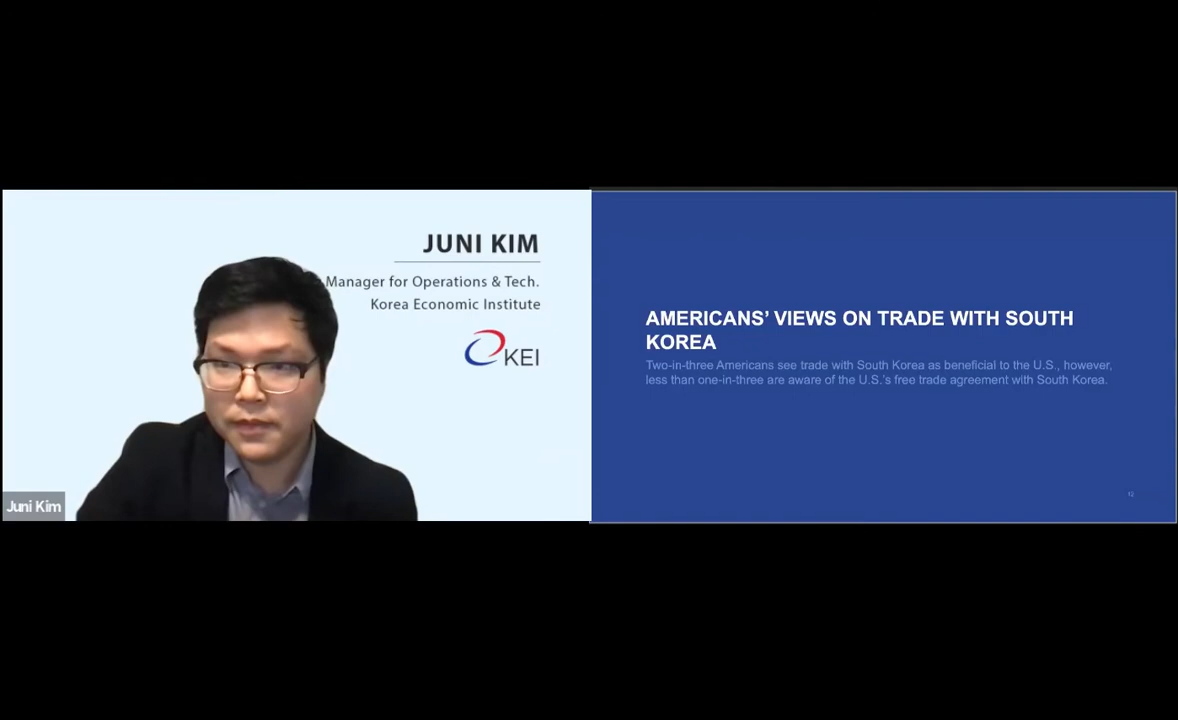 JUNI KIM
Manager for Operations & Tech.
Korea Economic Institute
KEI
Juni Kim
AMERICANS’ VIEWS ON TRADE WITH SOUTH
KOREA
Two-in-three Americans see trade with South Korea as beneficial to the U.S., however,
less than one-in-three are aware of the U.S.’s free trade agreement with South Korea.
12